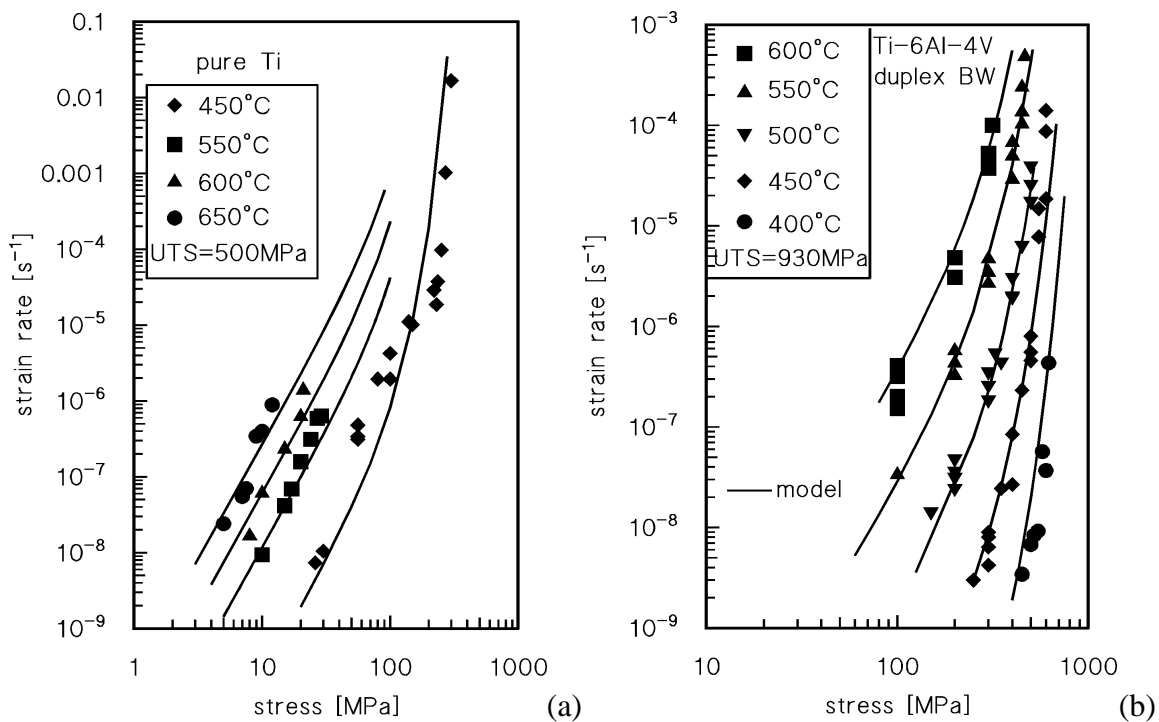 0.1
0.01
0.001
10⁻⁴
10⁻⁵
10⁻⁶
10⁻⁷
10⁻⁸
10⁻⁹
strain rate [s⁻¹]
pure Ti
450°C
550°C
600°C
650°C
UTS=500MPa
1
10
100
1000
stress [MPa]
(a)
10⁻³
10⁻⁴
10⁻⁵
10⁻⁶
10⁻⁷
10⁻⁸
10⁻⁹
strain rate [s⁻¹]
600°C
550°C
500°C
450°C
400°C
UTS=930MPa
Ti-6Al-4V
duplex BW
model
10
100
1000
stress [MPa]
(b)